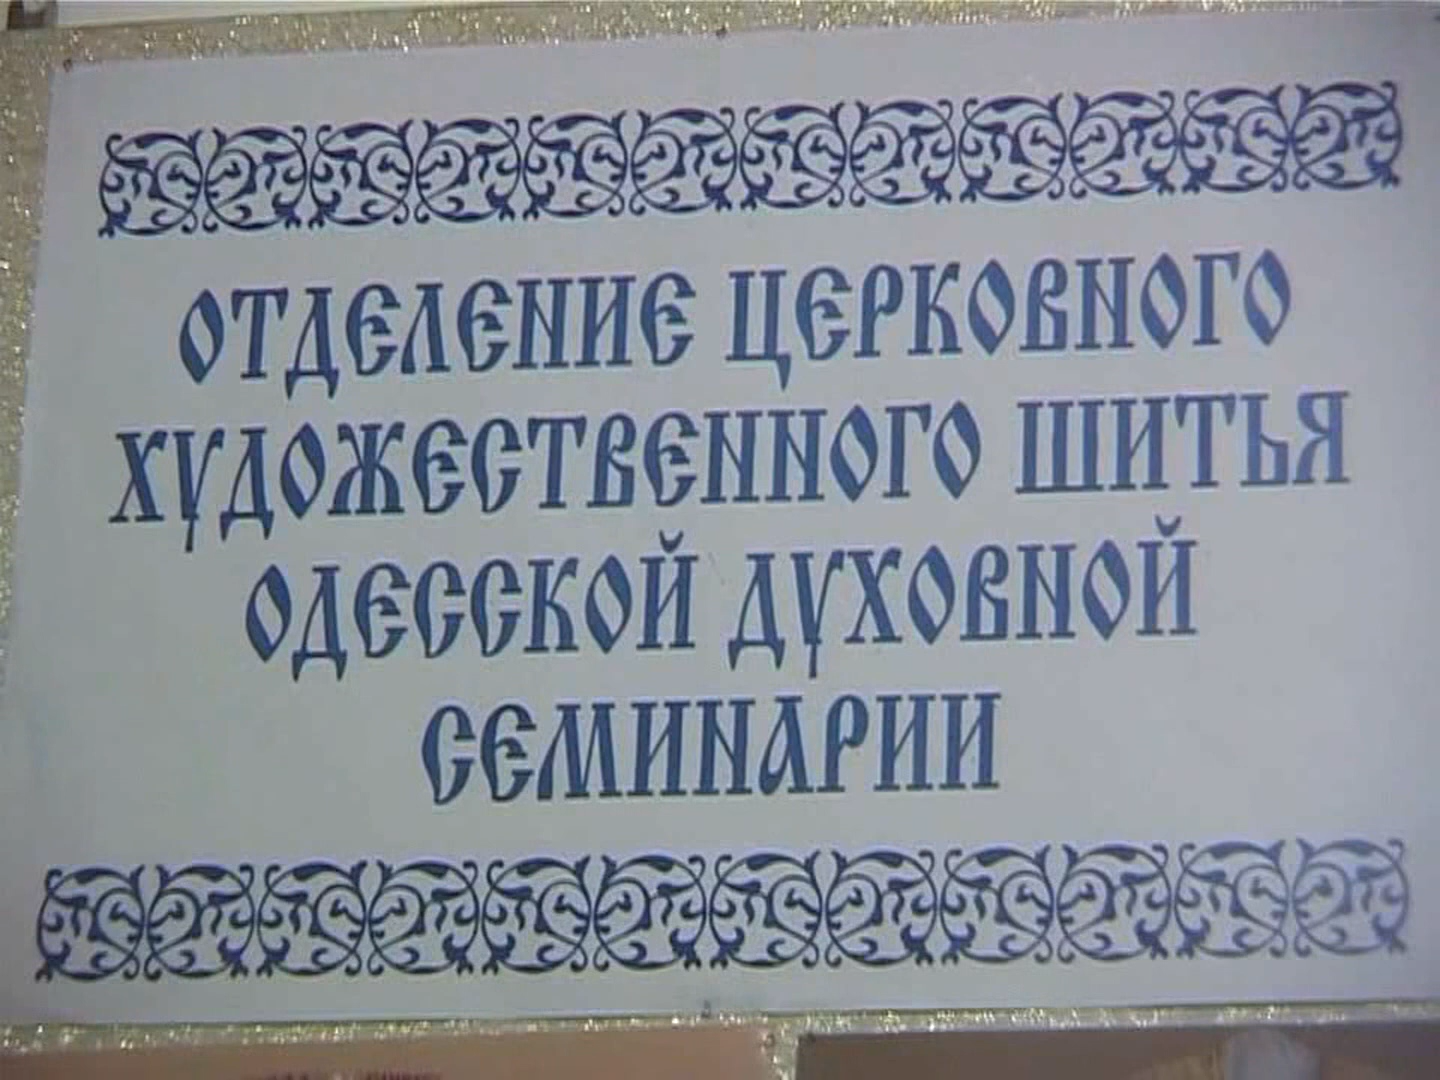 ОТДЕЛЕНИЕ ЦЕРКОВНОГО
ХУДОЖЕСТВЕННОГО ШИТЬЯ
ОДЕССКОЙ ДУХОВНОЙ
СЕМИНАРИИ